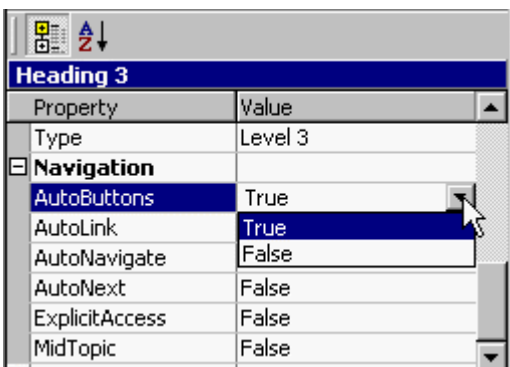 A
Z
Heading 3
Property Value
Type Level 3
Navigation
AutoButtons True
AutoLink True
AutoNavigate False
AutoNext False
ExplicitAccess False
MidTopic False